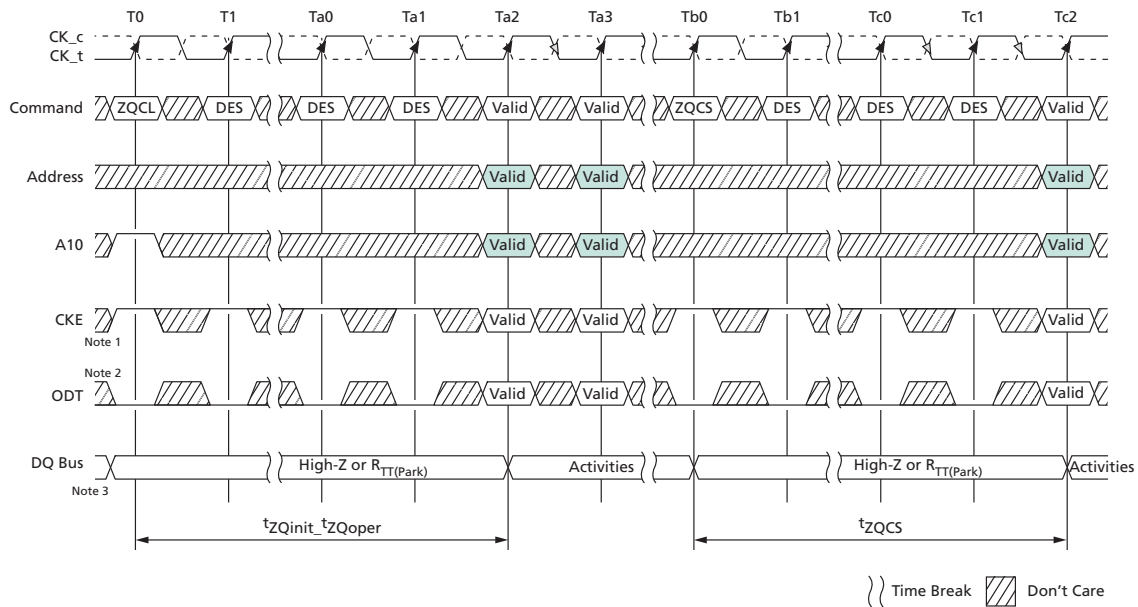 T0 T1 Ta0 Ta1 Ta2 Ta3 Tb0 Tb1 Tc0 Tc1 Tc2
CK_c
CK_t
Command ZQCL DES DES DES Valid Valid ZQCS DES DES DES Valid
Address Valid Valid Valid
A10 Valid Valid Valid
CKE Valid Valid Valid
Note 1
Note 2
ODT Valid Valid Valid
DQ Bus High-Z or RTT(Park) Activities High-Z or RTT(Park) Activities
Note 3
tZQinit_tZQoper tZQCS
Time Break Don't Care